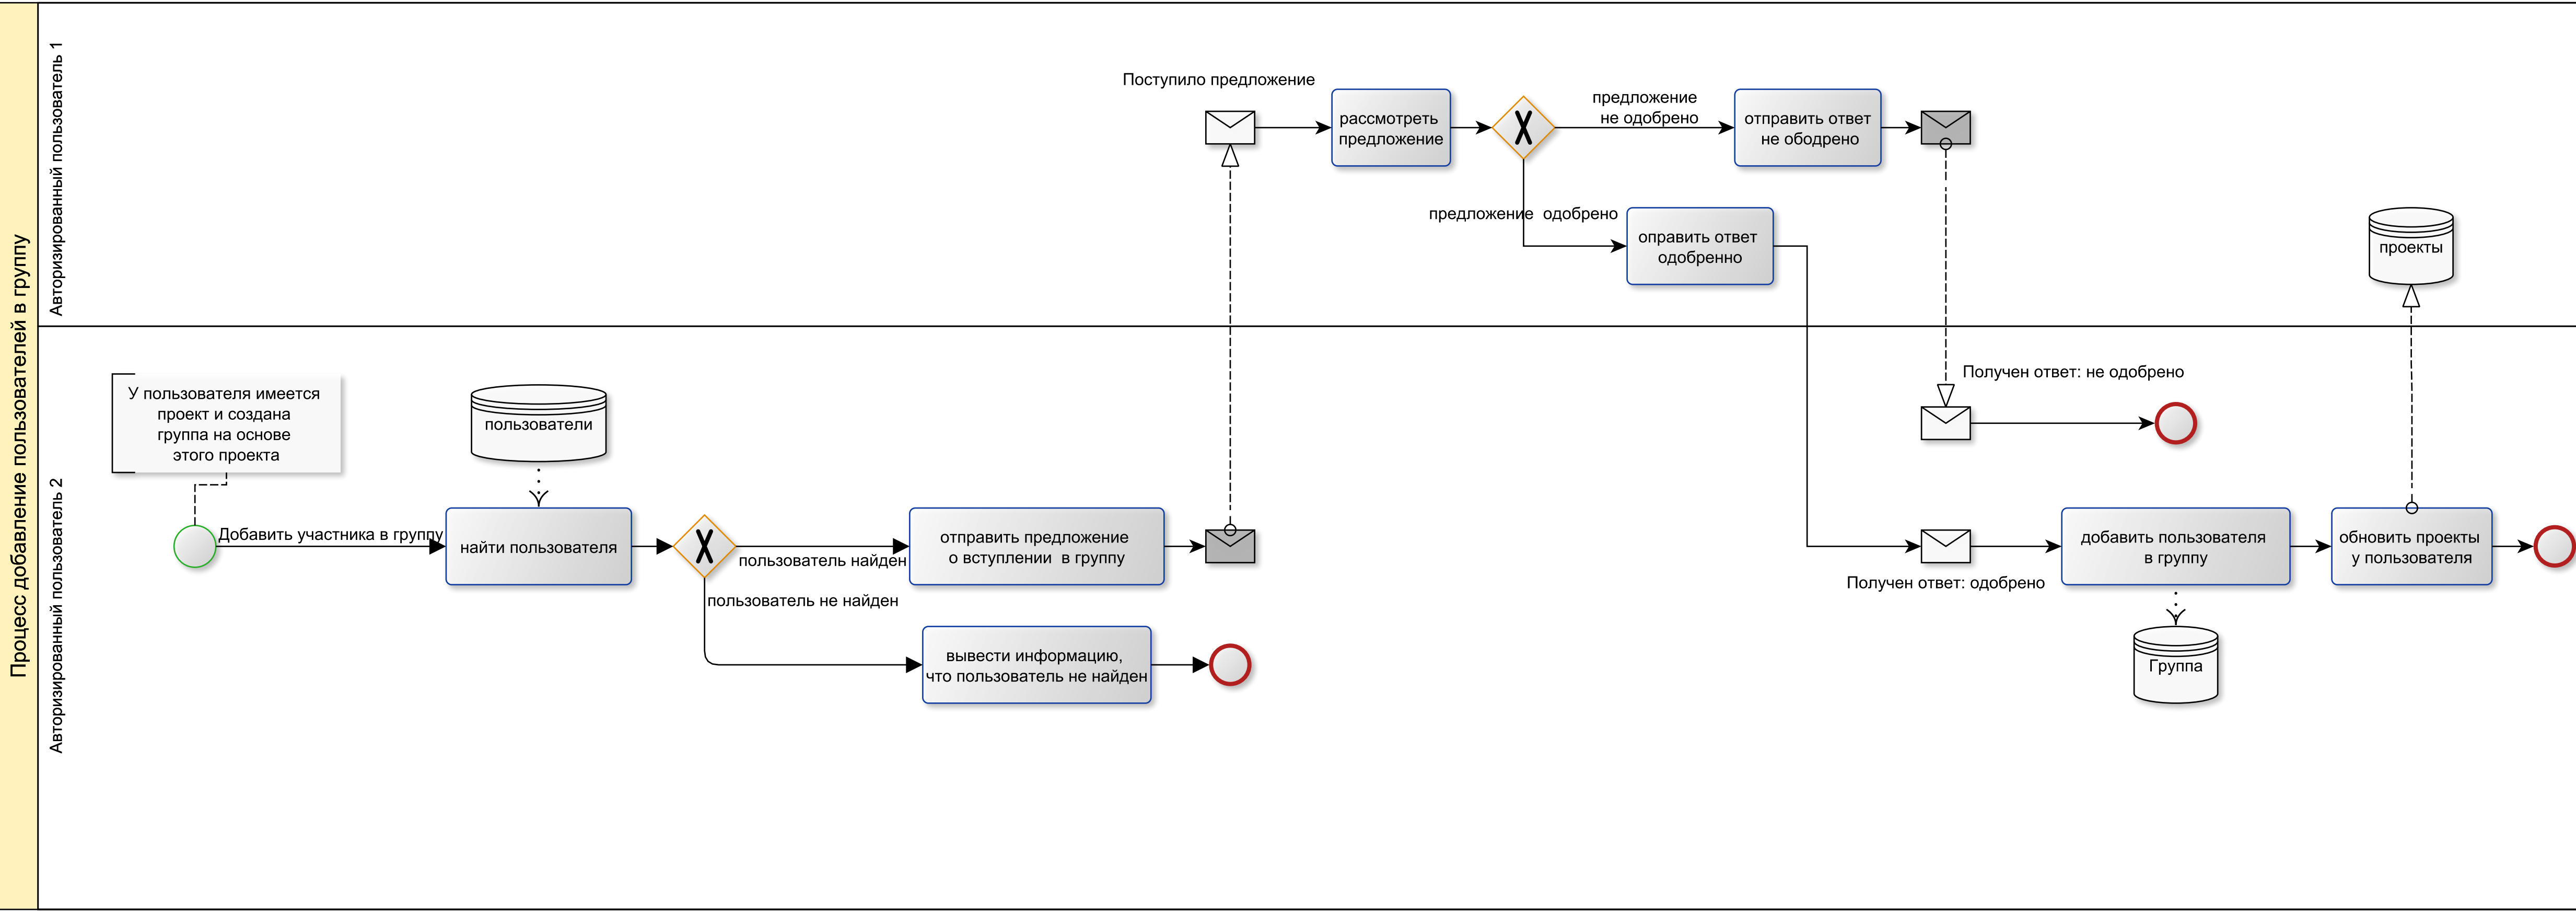 Процесс добавление пользователей в группу
Авторизированный пользователь 1
Поступило предложение
рассмотреть
предложение
предложение
не одобрено
отправить ответ
не ободрено
предложение  одобрено
оправить ответ
одобренно
проекты
Авторизированный пользователь 2
У пользователя имеется
проект и создана
группа на основе
этого проекта
Добавить участника в группу
пользователи
найти пользователя
пользователь найден
пользователь не найден
отправить предложение
о вступлении  в группу
вывести информацию,
что пользователь не найден
Получен ответ: не одобрено
Получен ответ: одобрено
добавить пользователя
в группу
Группа
обновить проекты
у пользователя